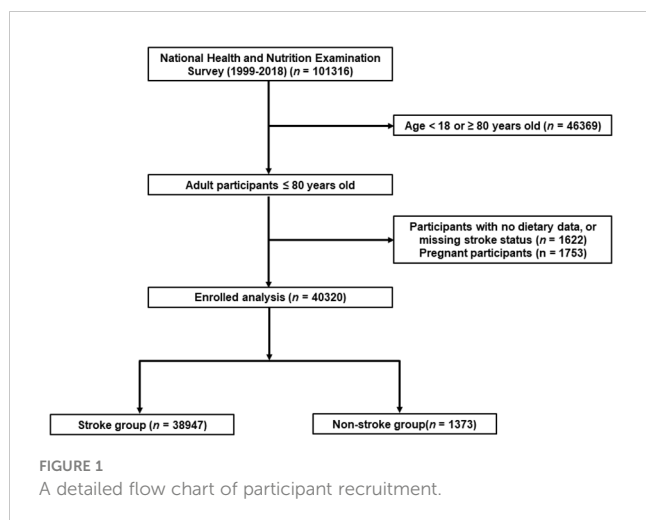 National Health and Nutrition Examination
Survey (1999-2018) (n = 101316)
Age < 18 or ≥ 80 years old (n = 46369)
Adult participants ≤ 80 years old
Participants with no dietary data, or
missing stroke status (n = 1622)
Pregnant participants (n = 1753)
Enrolled analysis (n = 40320)
Stroke group (n = 38947)
Non-stroke group(n = 1373)
FIGURE 1
A detailed flow chart of participant recruitment.